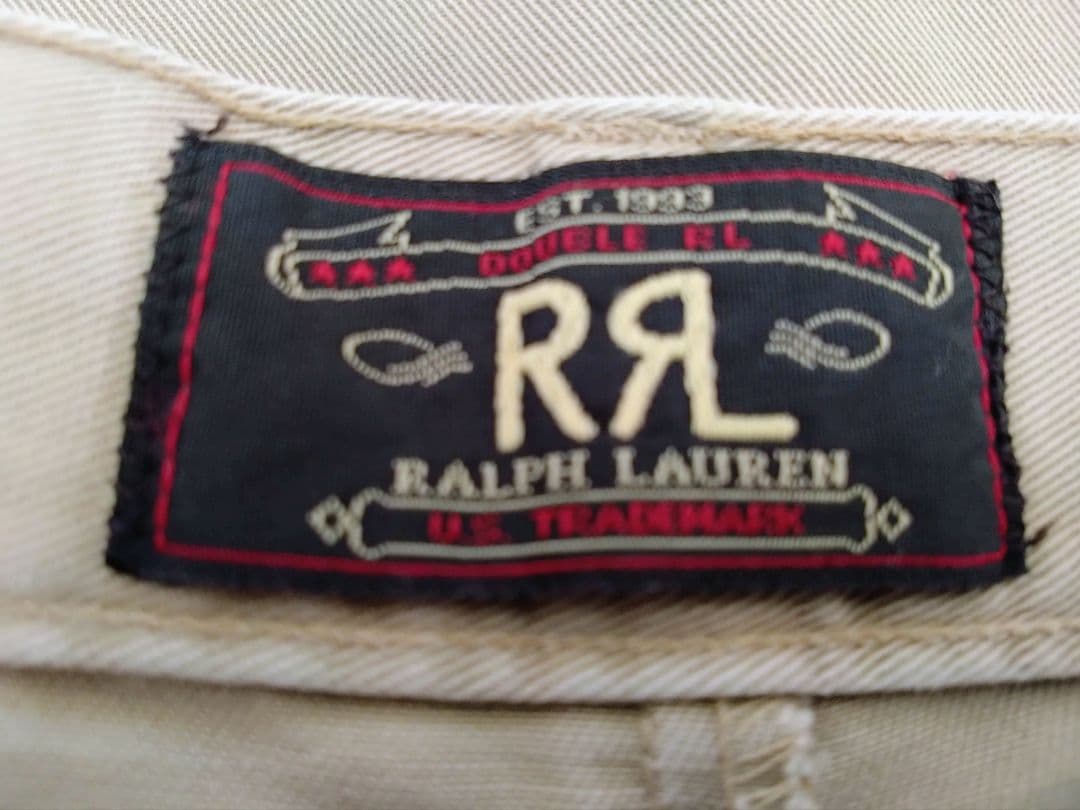 EST. 1993
★★★ DOUBLE RL ★★★
RRL
RALPH LAUREN
U.S. TRADEMARK